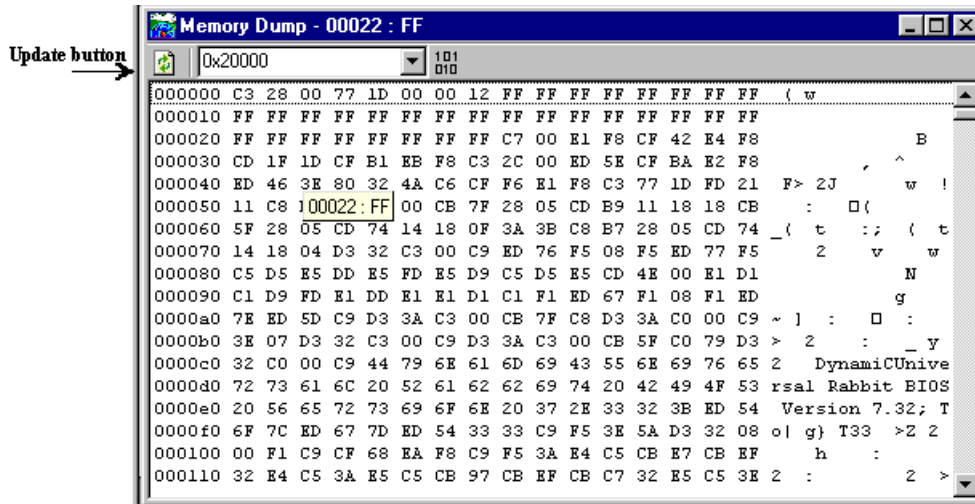 Memory Dump - 00022 : FF
Update button
0x20000
101
010
000000 C3 28 00 77 1D 00 00 12 FF FF FF FF FF FF FF FF ( w
000010 FF FF FF FF FF FF FF FF FF FF FF FF FF FF FF FF
000020 FF FF FF FF FF FF FF FF C7 00 E1 F8 CF 42 E4 F8 B
000030 CD 1F 1D CF B1 EB F8 C3 2C 00 ED 5E CF BA E2 F8 , ^
000040 ED 46 3E 80 32 4A C6 CF F6 E1 F8 C3 77 1D FD 21 F> 2J w !
000050 11 C8 00022 : FF 00 CB 7F 28 05 CD B9 11 18 18 CB : (
000060 5F 28 05 CD 74 14 18 0F 3A 3B C8 B7 28 05 CD 74 _( t :; ( t
000070 14 18 04 D3 32 C3 00 C9 ED 76 F5 08 F5 ED 77 F5 2 v w
000080 C5 D5 E5 DD E5 FD E5 D9 C5 D5 E5 CD 4E 00 E1 D1 N
000090 C1 D9 FD E1 DD E1 E1 D1 C1 F1 ED 67 F1 08 F1 ED g
0000a0 7E ED 5D C9 D3 3A C3 00 CB 7F C8 D3 3A C0 00 C9 ~ ] : :
0000b0 3E 07 D3 32 C3 00 C9 D3 3A C3 00 CB 5F C0 79 D3 > 2 : _ y
0000c0 32 C0 00 C9 44 79 6E 61 6D 69 43 55 6E 69 76 65 2 DynamiCUnive
0000d0 72 73 61 6C 20 52 61 62 62 69 74 20 42 49 4F 53 rsal Rabbit BIOS
0000e0 20 56 65 72 73 69 6F 6E 20 37 2E 33 32 3B ED 54 Version 7.32; T
0000f0 6F 7C ED 67 7D ED 54 33 33 C9 F5 3E 5A D3 32 08 o| g} T33 >Z 2
000100 00 F1 C9 CF 68 EA F8 C9 F5 3A E4 C5 CB E7 CB EF h :
000110 32 E4 C5 3A E5 C5 CB 97 CB EF CB C7 32 E5 C5 3E 2 : 2 >